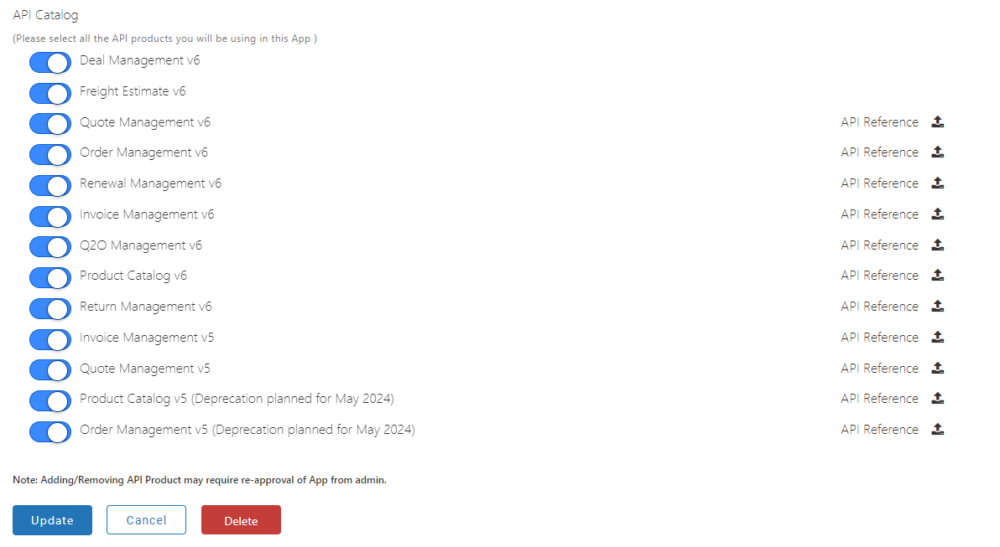 API Catalog
(Please select all the API products you will be using in this App )
Deal Management v6
Freight Estimate v6
Quote Management v6 API Reference
Order Management v6 API Reference
Renewal Management v6 API Reference
Invoice Management v6 API Reference
Q2O Management v6 API Reference
Product Catalog v6 API Reference
Return Management v6 API Reference
Invoice Management v5 API Reference
Quote Management v5 API Reference
Product Catalog v5 (Deprecation planned for May 2024) API Reference
Order Management v5 (Deprecation planned for May 2024) API Reference
Note: Adding/Removing API Product may require re-approval of App from admin.
Update Cancel Delete